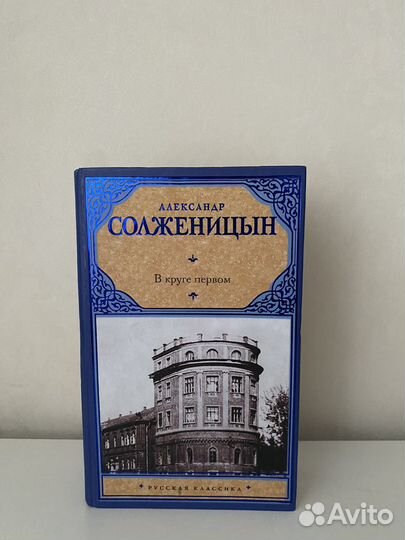 АЛЕКСАНДР
СОЛЖЕНИЦЫН
В круге первом
РУССКАЯ КЛАССИКА
Avito